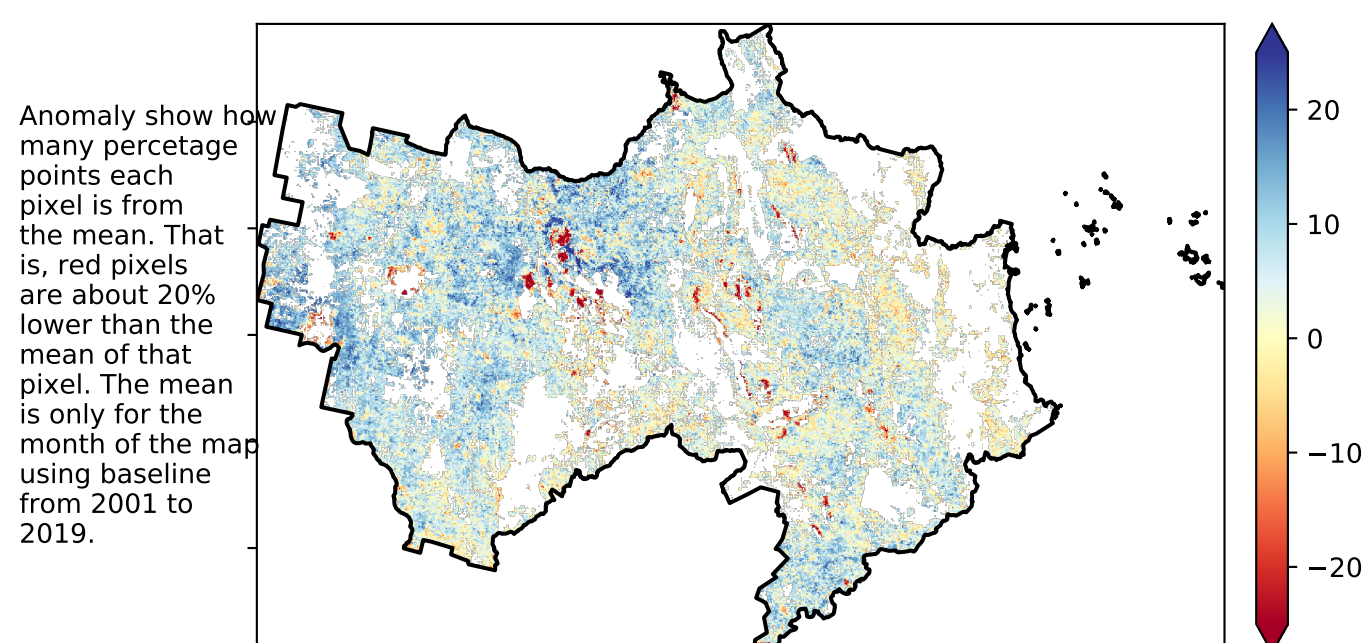 Anomaly show how
many percetage
points each
pixel is from
the mean. That
is, red pixels
are about 20%
lower than the
mean of that
pixel. The mean
is only for the
month of the map
using baseline
from 2001 to
2019.
20
10
0
−10
−20